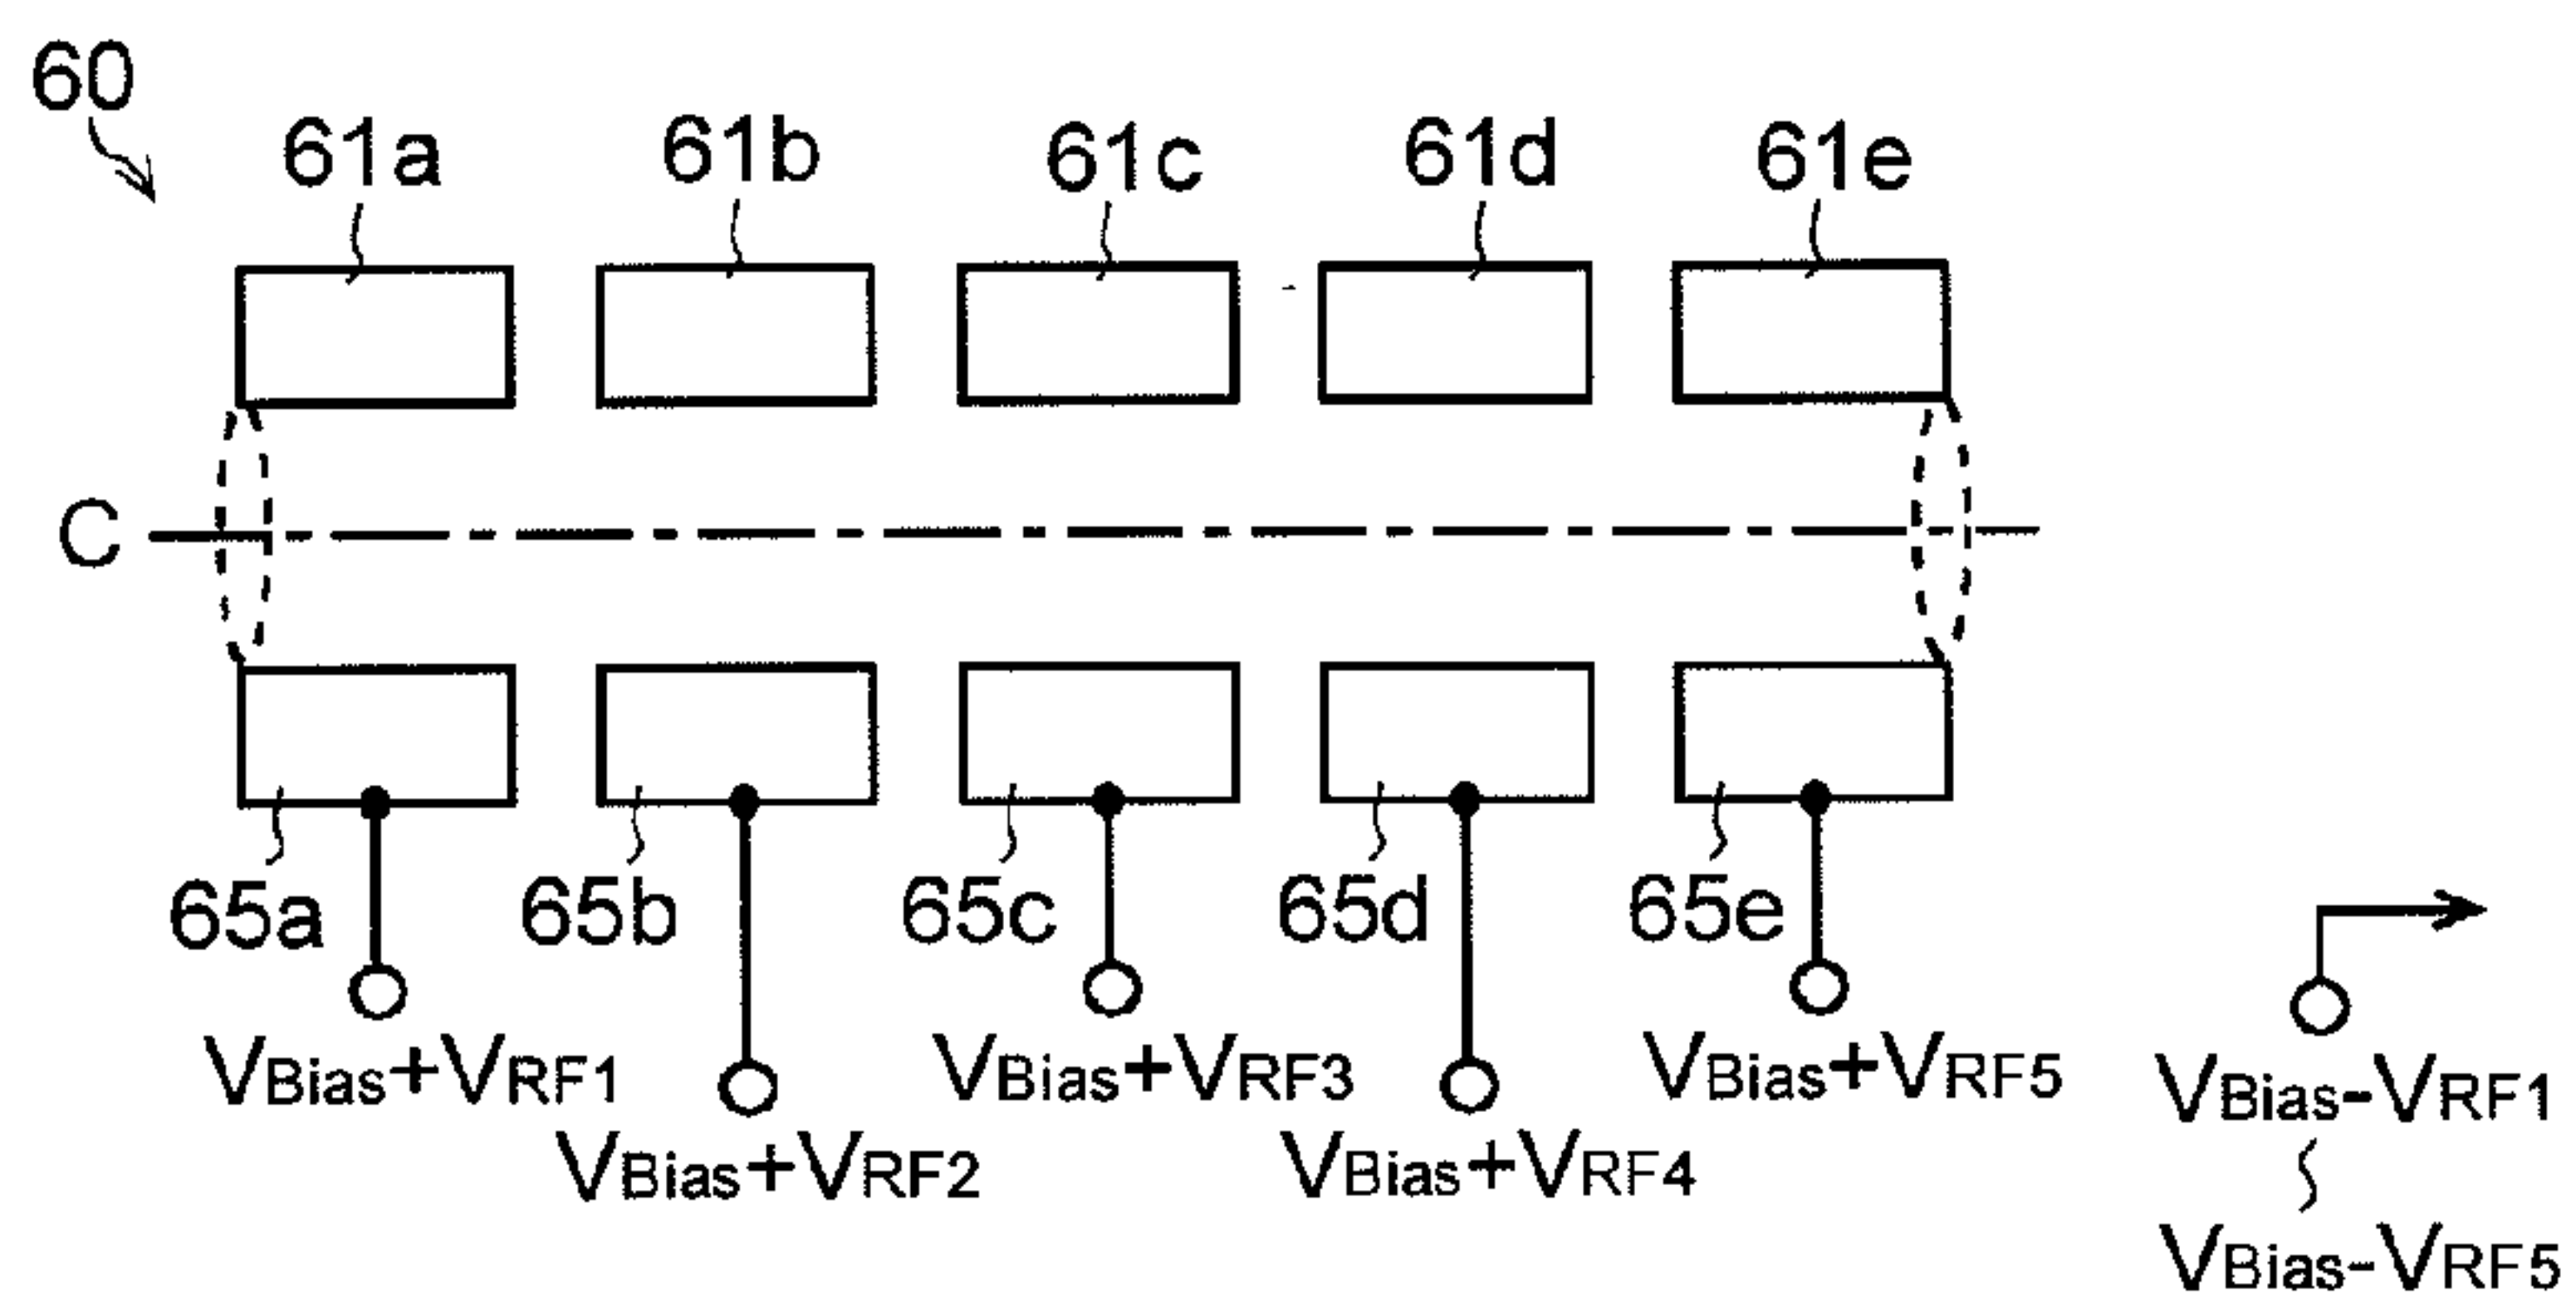 60
61a 61b 61c 61d 61e
C
65a 65b 65c 65d 65e
VBias+VRF1 VBias+VRF3 VBias+VRF5 VBias-VRF1
VBias+VRF2 VBias+VRF4
VBias-VRF5